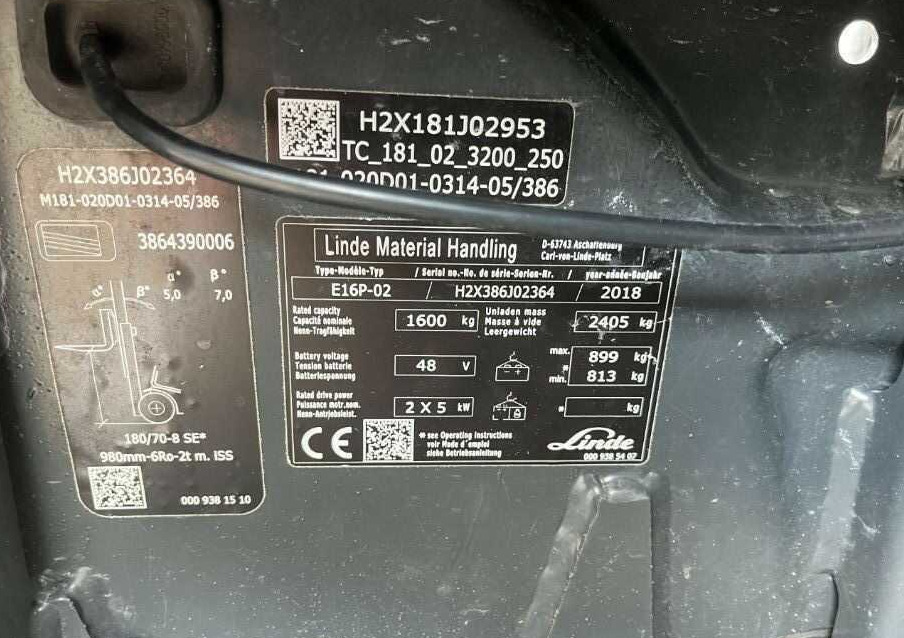 H2X181J02953
TC_181_02_3200_250
181-020D01-0314-05/386
H2X386J02364
M181-020D01-0314-05/386
3864390006
α° β°
5,0 7,0
α° β°
180/70-8 SE*
980mm-6Ro-2t m. ISS
000 938 15 10
Linde Material Handling
D-63743 Aschaffenburg
Carl-von-Linde-Platz
Type-Modèle-Typ / Serial no.-No. de série-Serien-Nr. / year-année-Baujahr
E16P-02 / H2X386J02364 / 2018
Rated capacity
Capacité nominale
Nenn-Tragfähigkeit
1600 kg
Unladen mass
Masse à vide
Leergewicht
2405 kg
Battery voltage
Tension batterie
Batteriespannung
48 V
max. 899 kg
*
min. 813 kg
Rated drive power
Puissance motr.nom.
Nenn-Antriebsleist.
2 X 5 kW
* kg
CE
* see Operating Instructions
voir Mode d'emploi
siehe Betriebsanleitung
Linde
000 938 54 02